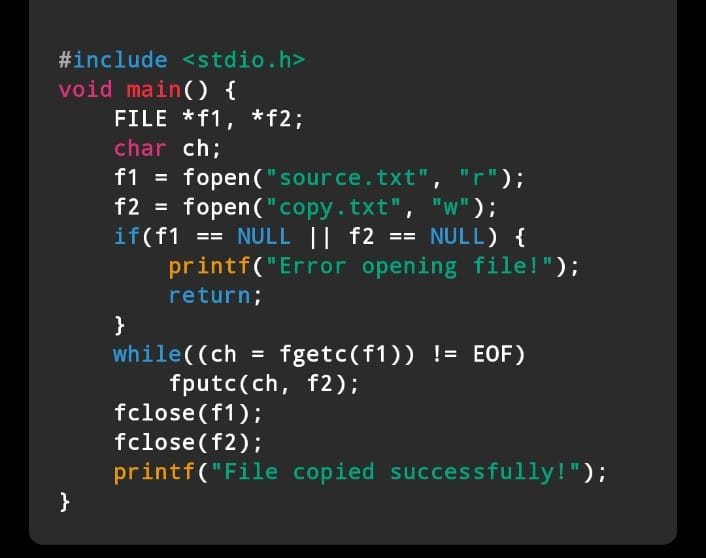 #include <stdio.h>
void main() {
    FILE *f1, *f2;
    char ch;
    f1 = fopen("source.txt", "r");
    f2 = fopen("copy.txt", "w");
    if(f1 == NULL || f2 == NULL) {
        printf("Error opening file!");
        return;
    }
    while((ch = fgetc(f1)) != EOF)
        fputc(ch, f2);
    fclose(f1);
    fclose(f2);
    printf("File copied successfully!");
}